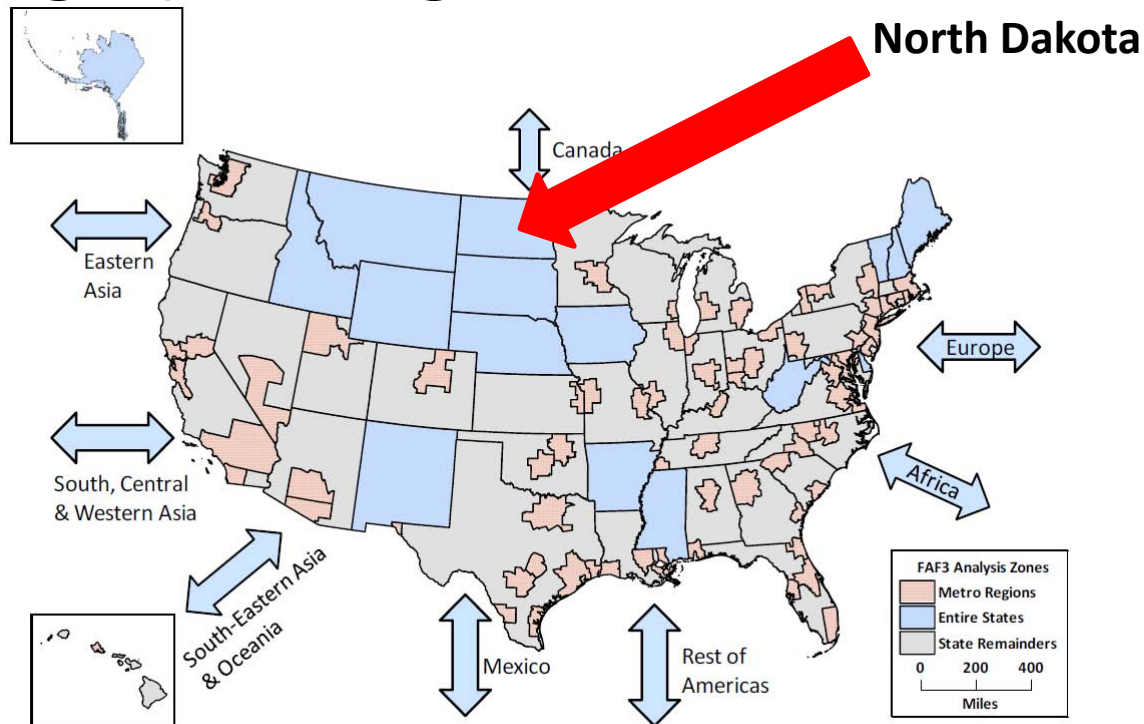 North Dakota
Canada
Eastern
Asia
Europe
South, Central
& Western Asia
Africa
South-Eastern Asia
& Oceania
Mexico
Rest of
Americas
FAF3 Analysis Zones
Metro Regions
Entire States
State Remainders
0 200 400
Miles